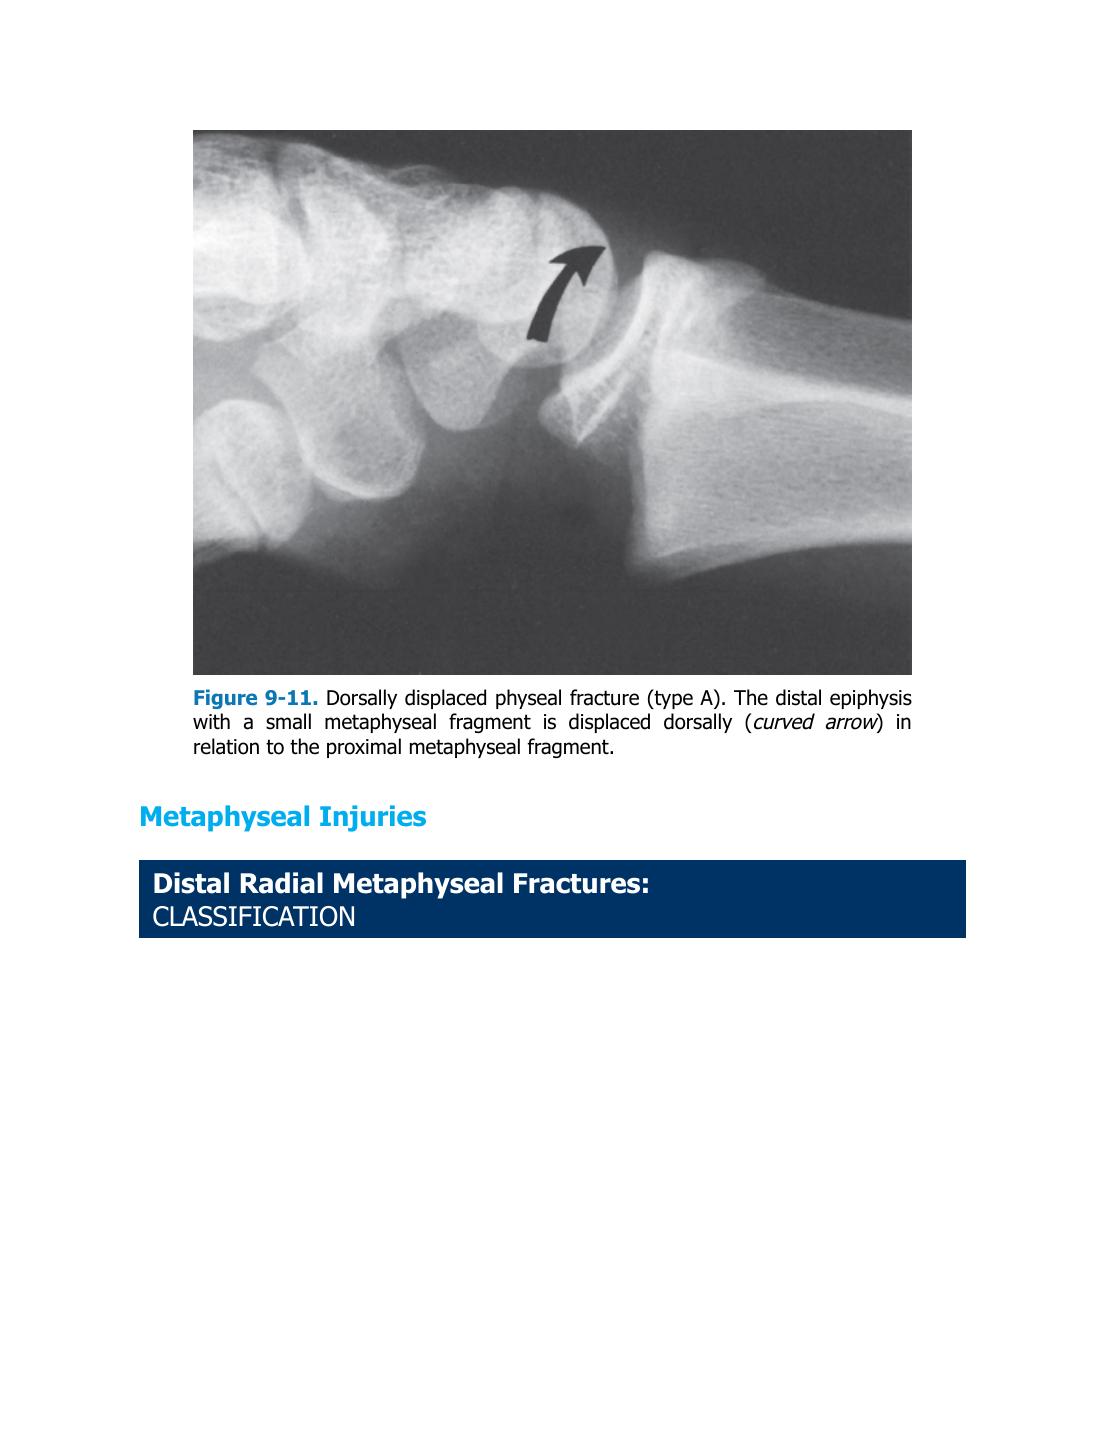 Figure 9-11. Dorsally displaced physeal fracture (type A). The distal epiphysis
with a small metaphyseal fragment is displaced dorsally (curved arrow) in
relation to the proximal metaphyseal fragment.
Metaphyseal Injuries
Distal Radial Metaphyseal Fractures:
CLASSIFICATION